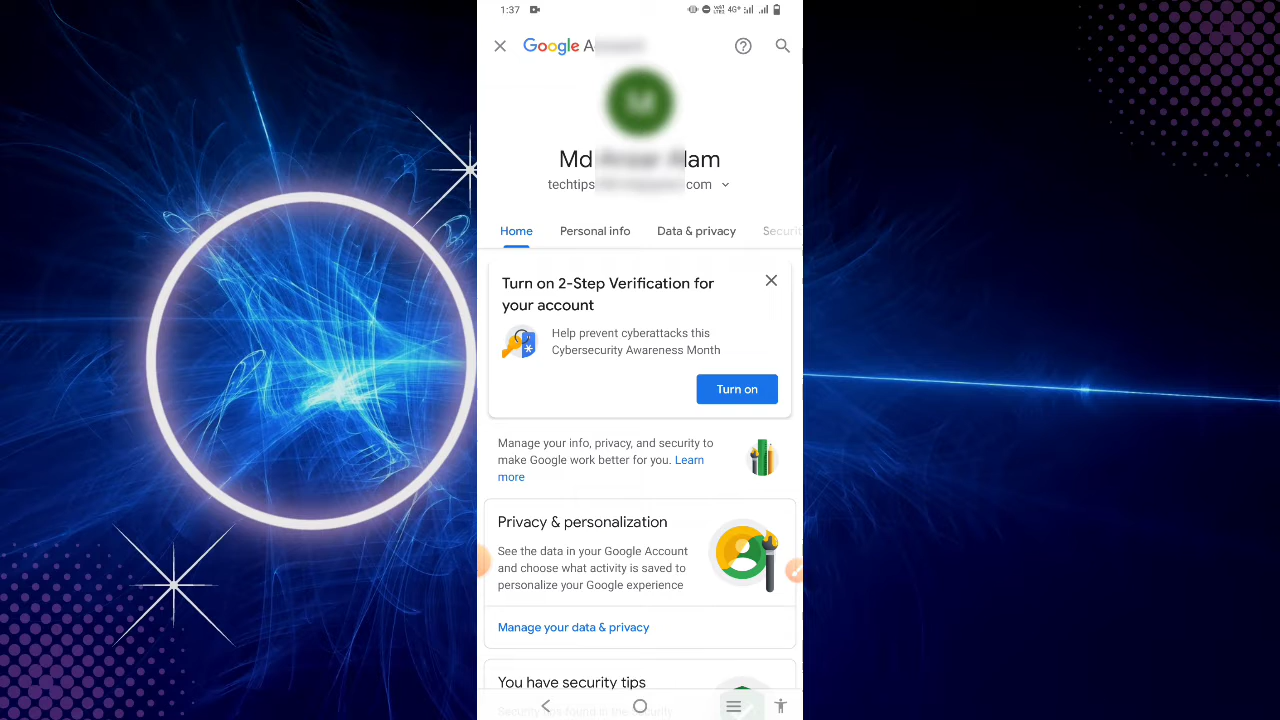 1:37
VoLTE 4G+
Google
Md lam
techtips com
Home Personal info Data & privacy Securit
Turn on 2-Step Verification for
your account
Help prevent cyberattacks this
Cybersecurity Awareness Month
Turn on
Manage your info, privacy, and security to
make Google work better for you. Learn
more
Privacy & personalization
See the data in your Google Account
and choose what activity is saved to
personalize your Google experience
Manage your data & privacy
You have security tips